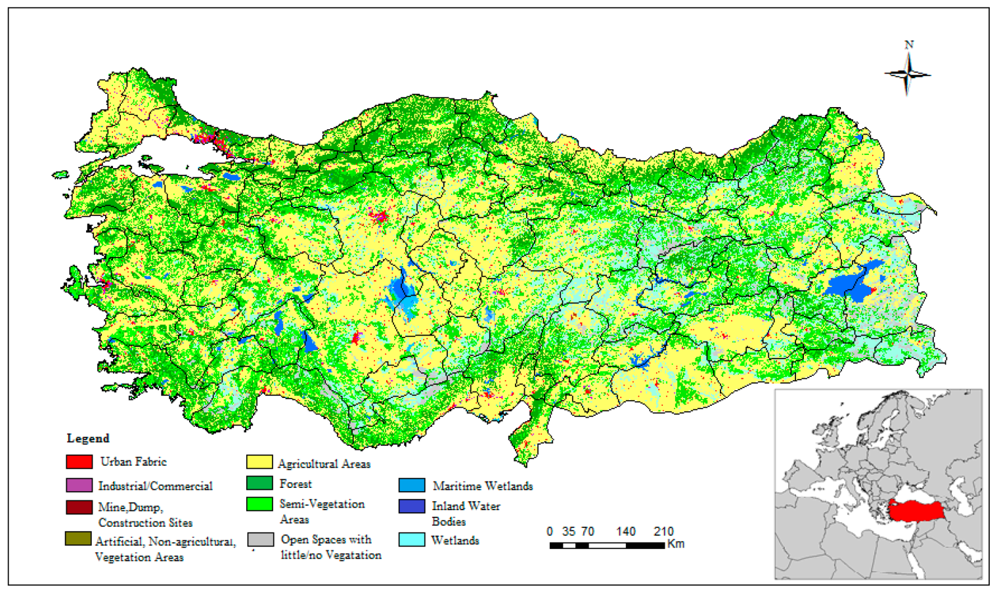 N
Legend
Urban Fabric
Industrial/Commercial
Mine,Dump,
Construction Sites
Artificial, Non-agricultural,
Vegetation Areas
Agricultural Areas
Forest
Semi-Vegetation
Areas
Open Spaces with
little/no Vegatation
Maritime Wetlands
Inland Water
Bodies
Wetlands
0 35 70 140 210
Km